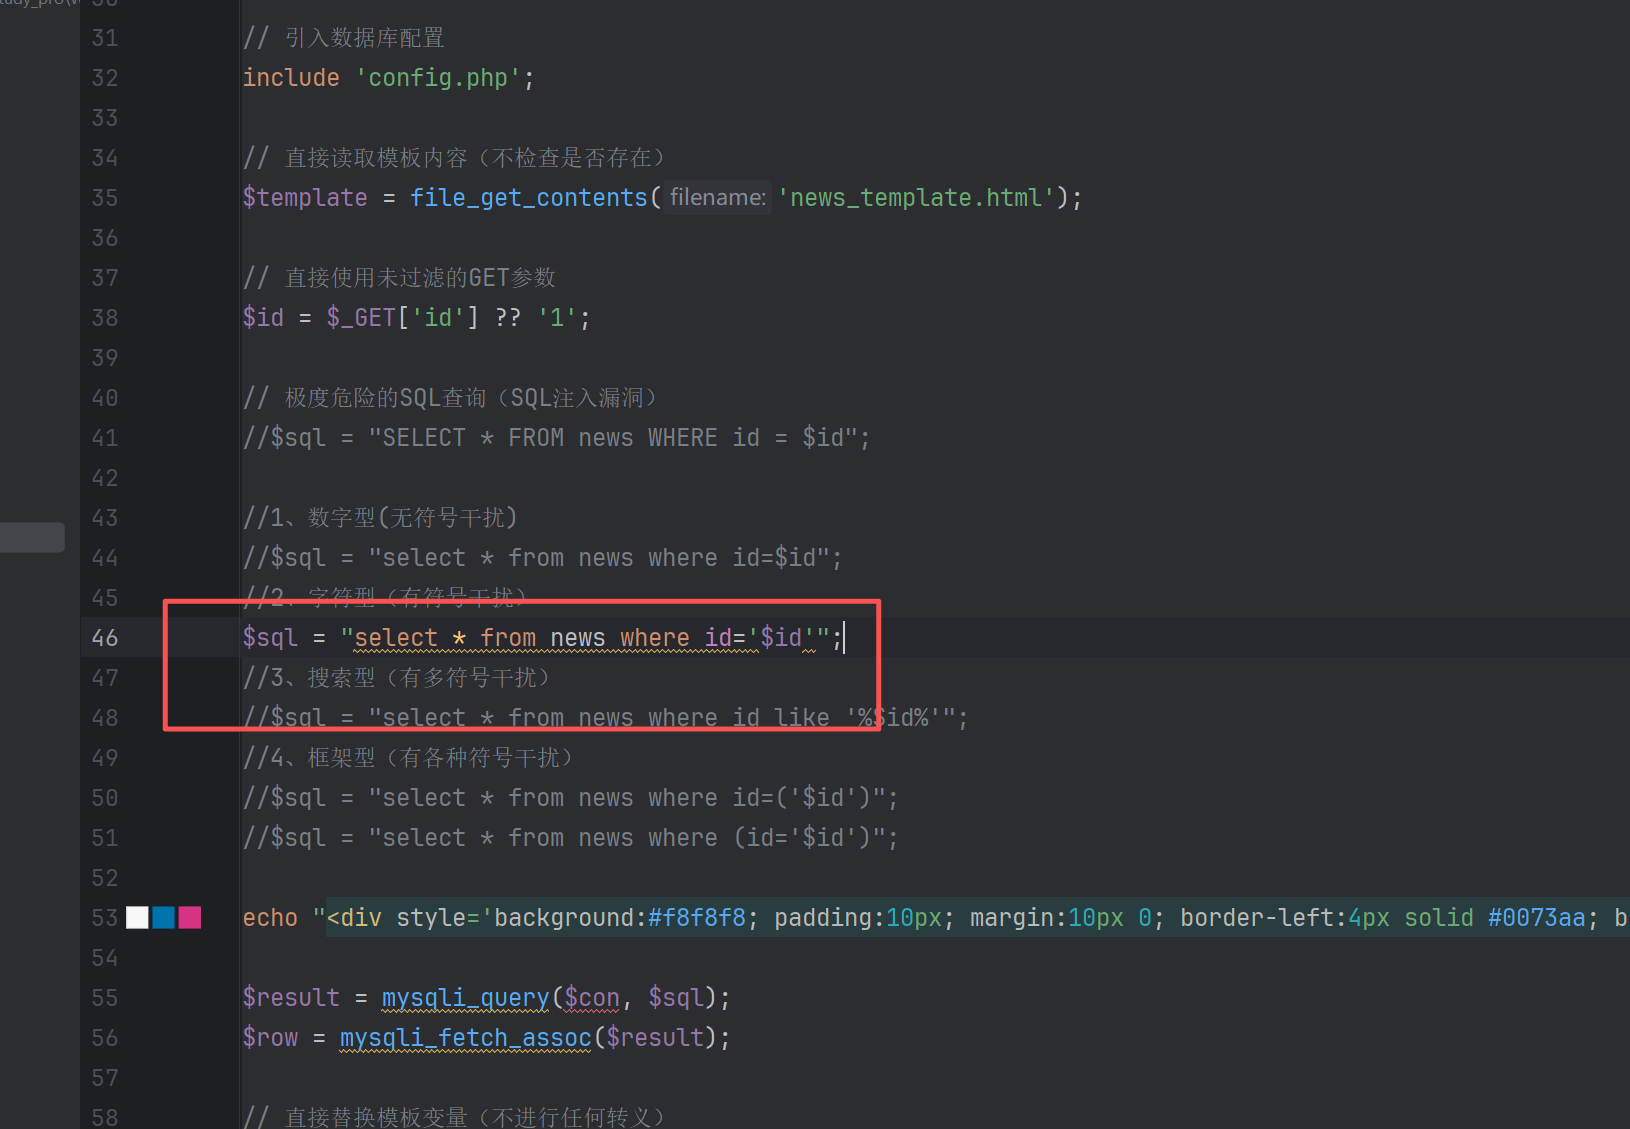 31 // 引入数据库配置
32 include 'config.php';
33
34 // 直接读取模板内容（不检查是否存在）
35 $template = file_get_contents( filename: 'news_template.html');
36
37 // 直接使用未过滤的GET参数
38 $id = $_GET['id'] ?? '1';
39
40 // 极度危险的SQL查询（SQL注入漏洞）
41 //$sql = "SELECT * FROM news WHERE id = $id";
42
43 //1、数字型(无符号干扰)
44 //$sql = "select * from news where id=$id";
45 //2、字符型（有符号干扰）
46 $sql = "select * from news where id='$id'";
47 //3、搜索型（有多符号干扰）
48 //$sql = "select * from news where id like '%$id%'";
49 //4、框架型（有各种符号干扰）
50 //$sql = "select * from news where id=('$id')";
51 //$sql = "select * from news where (id='$id')";
52
53 echo "<div style='background:#f8f8f8; padding:10px; margin:10px 0; border-left:4px solid #0073aa; b
54
55 $result = mysqli_query($con, $sql);
56 $row = mysqli_fetch_assoc($result);
57
58 // 直接替换模板变量（不进行任何转义）